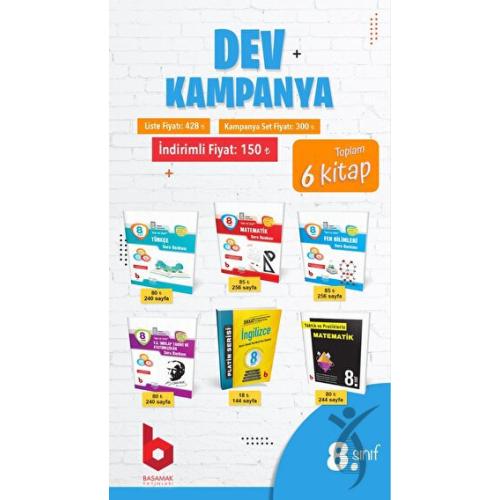 DEV
KAMPANYA
Liste Fiyatı: 428 ₺
Kampanya Set Fiyatı: 300 ₺
İndirimli Fiyat: 150 ₺
Toplam
6 kitap
8
TÜRKÇE
Soru Bankası
80 ₺
240 sayfa
8
MATEMATİK
Soru Bankası
85 ₺
256 sayfa
8
FEN BİLİMLERİ
Soru Bankası
85 ₺
256 sayfa
8
T.C. İNKILAP TARİHİ VE
ATATÜRKÇÜLÜK
Soru Bankası
80 ₺
240 sayfa
PLATİN SERİSİ
İngilizce
8
18 ₺
144 sayfa
Taktik ve Pratiklerle
MATEMATİK
8.
80 ₺
244 sayfa
b
BASAMAK
YAYINLARI
8. sınıf